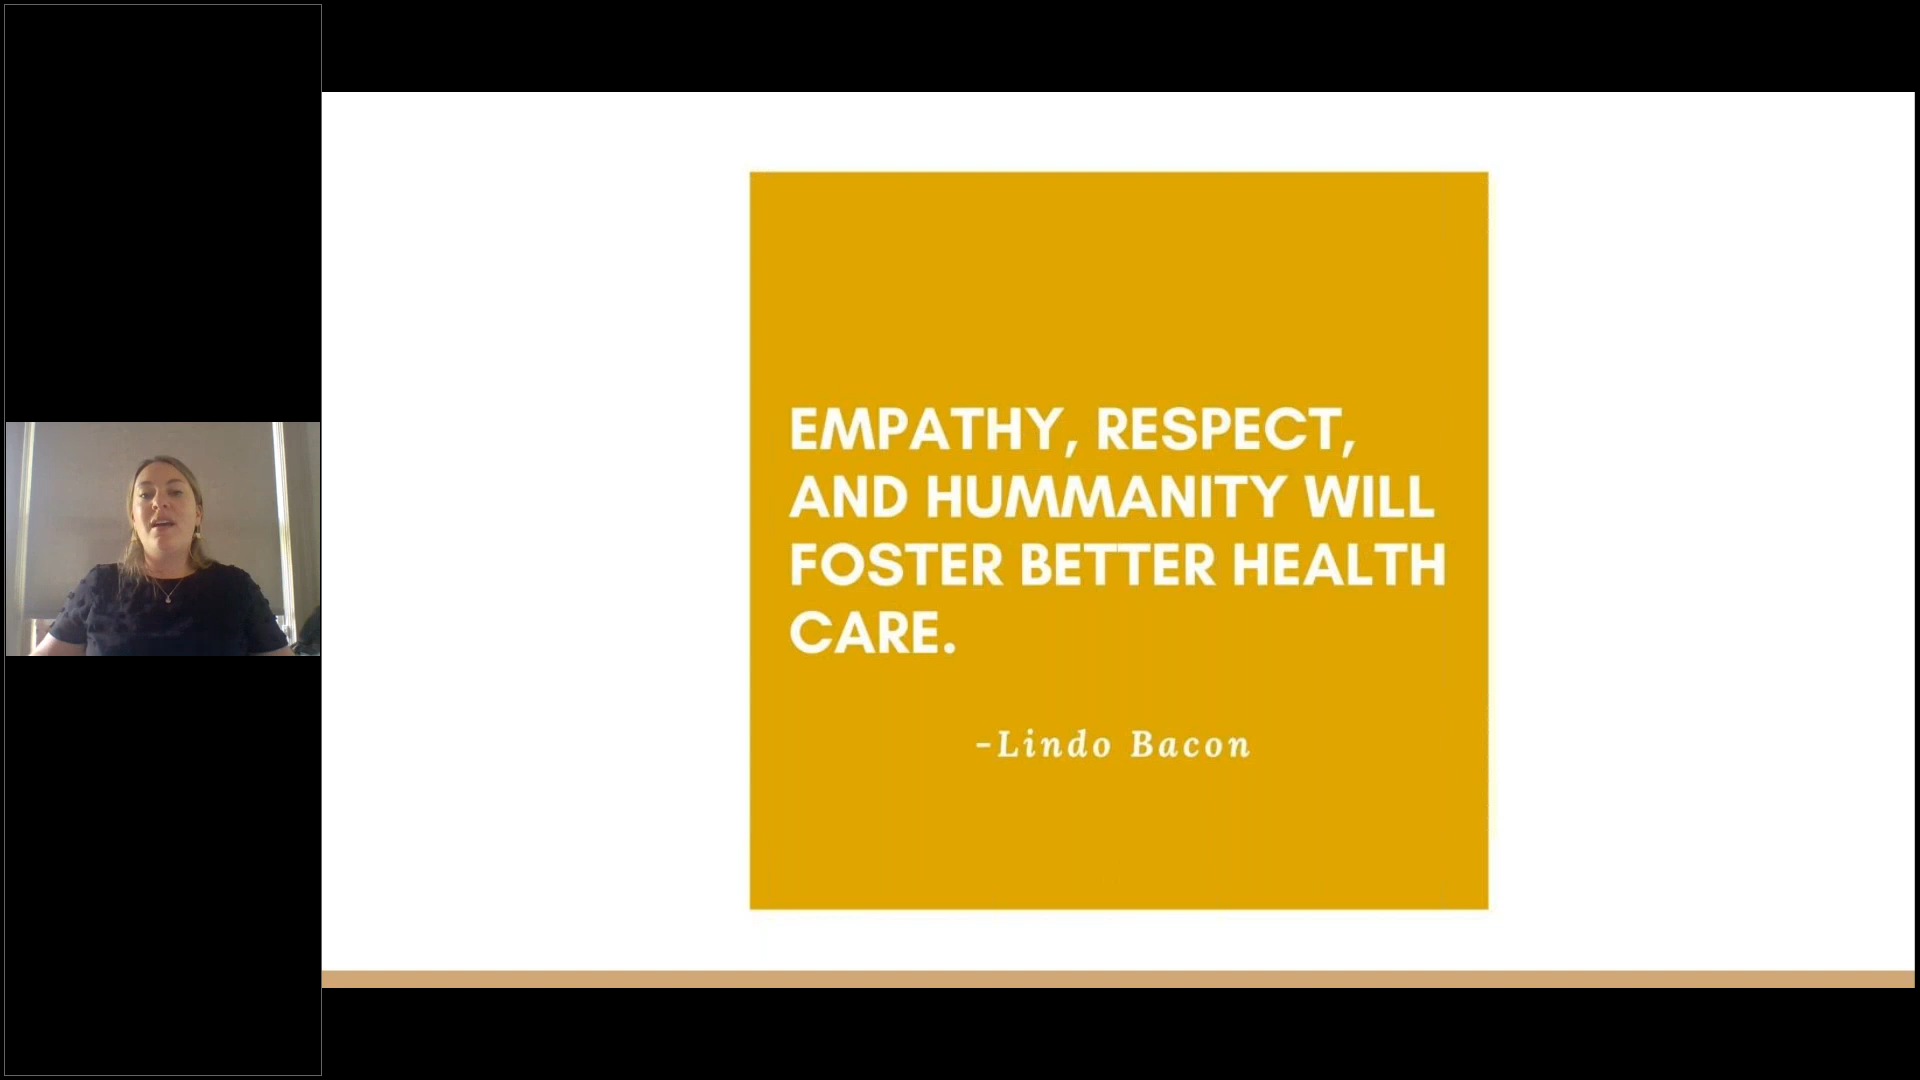 EMPATHY, RESPECT,
AND HUMMANITY WILL
FOSTER BETTER HEALTH
CARE.
-Lindo Bacon